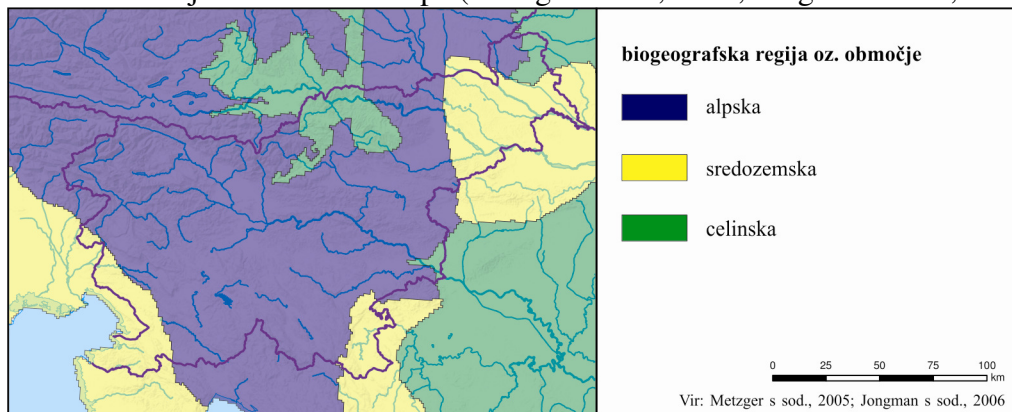 biogeografska regija oz. območje
alpska
sredozemska
celinska
0 25 50 75 100
km
Vir: Metzger s sod., 2005; Jongman s sod., 2006